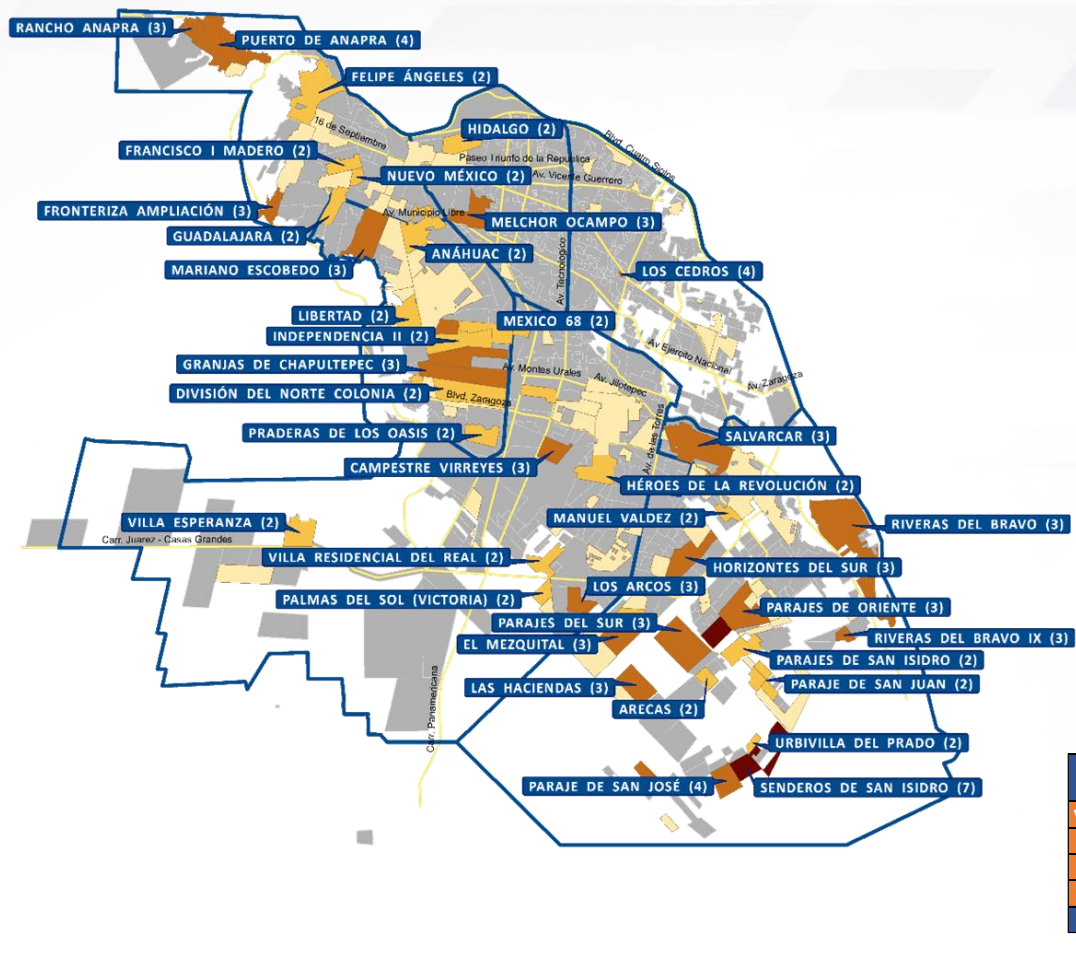 RANCHO ANAPRA (3)
PUERTO DE ANAPRA (4)
FELIPE ÁNGELES (2)
16 de Septiembre
HIDALGO (2)
Blvd. Cuatro Siglos
FRANCISCO I MADERO (2)
Paseo Triunfo de la Republica
NUEVO MÉXICO (2)
Av. Vicente Guerrero
FRONTERIZA AMPLIACIÓN (3)
Av. Municipio Libre
MELCHOR OCAMPO (3)
GUADALAJARA (2)
ANÁHUAC (2)
MARIANO ESCOBEDO (3)
Av. Tecnológico
LOS CEDROS (4)
LIBERTAD (2)
MEXICO 68 (2)
INDEPENDENCIA II (2)
Av Ejercito Nacional
GRANJAS DE CHAPULTEPEC (3)
Av. Montes Urales
Av. Jilotepec
Av. Zaragoza
DIVISIÓN DEL NORTE COLONIA (2)
Blvd. Zaragoza
PRADERAS DE LOS OASIS (2)
Av. de las Torres
SALVARCAR (3)
CAMPESTRE VIRREYES (3)
HÉROES DE LA REVOLUCIÓN (2)
MANUEL VALDEZ (2)
VILLA ESPERANZA (2)
RIVERAS DEL BRAVO (3)
Carr. Juarez - Casas Grandes
VILLA RESIDENCIAL DEL REAL (2)
HORIZONTES DEL SUR (3)
LOS ARCOS (3)
PALMAS DEL SOL (VICTORIA) (2)
PARAJES DE ORIENTE (3)
PARAJES DEL SUR (3)
RIVERAS DEL BRAVO IX (3)
EL MEZQUITAL (3)
PARAJES DE SAN ISIDRO (2)
LAS HACIENDAS (3)
PARAJE DE SAN JUAN (2)
ARECAS (2)
Carr. Panamericana
URBIVILLA DEL PRADO (2)
PARAJE DE SAN JOSÉ (4)
SENDEROS DE SAN ISIDRO (7)